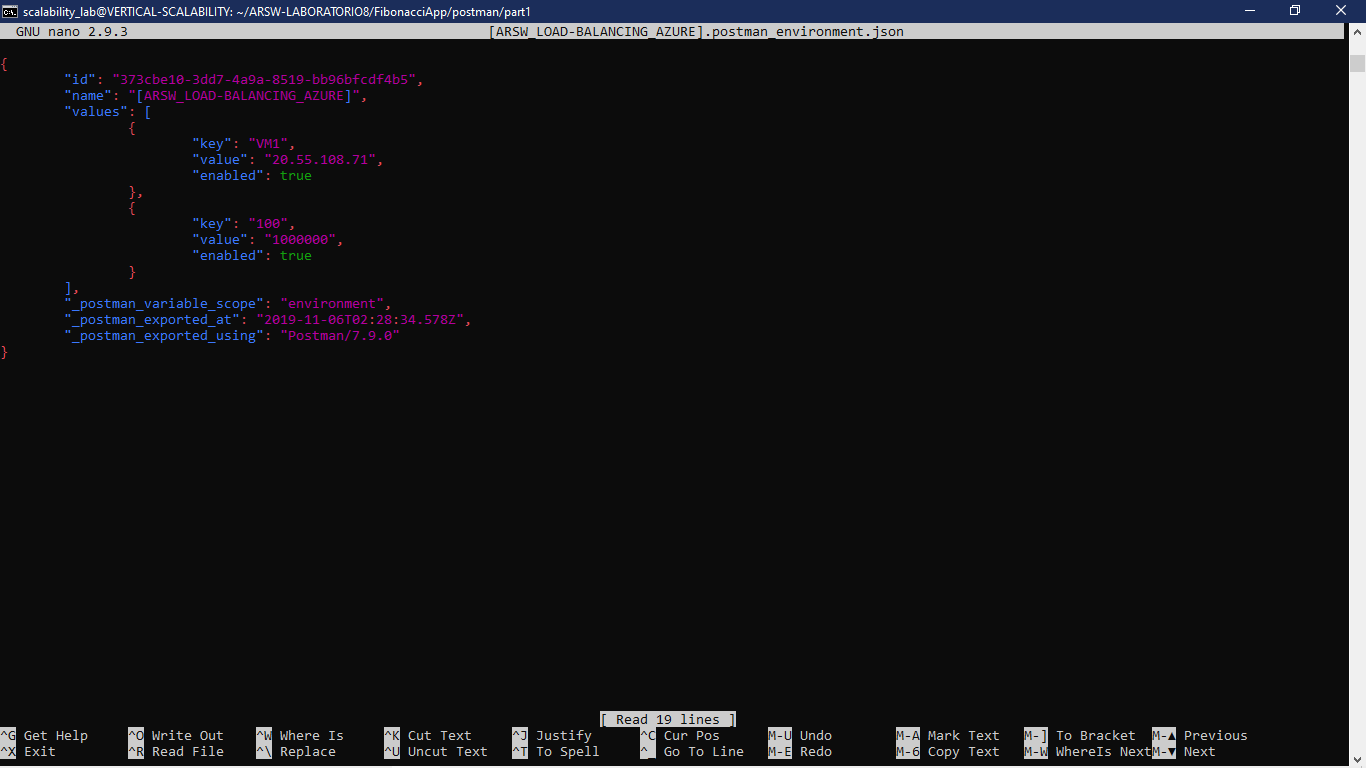 scalability_lab@VERTICAL-SCALABILITY: ~/ARSW-LABORATORIO8/FibonacciApp/postman/part1
GNU nano 2.9.3 [ARSW_LOAD-BALANCING_AZURE].postman_environment.json
{
"id": "373cbe10-3dd7-4a9a-8519-bb96bfcdf4b5",
"name": "[ARSW_LOAD-BALANCING_AZURE]",
"values": [
{
"key": "VM1",
"value": "20.55.108.71",
"enabled": true
},
{
"key": "100",
"value": "1000000",
"enabled": true
}
],
"_postman_variable_scope": "environment",
"_postman_exported_at": "2019-11-06T02:28:34.578Z",
"_postman_exported_using": "Postman/7.9.0"
}
[ Read 19 lines ]
^G Get Help ^O Write Out ^W Where Is ^K Cut Text ^J Justify ^C Cur Pos M-U Undo M-A Mark Text M-] To Bracket M-▲ Previous
^X Exit ^R Read File ^\ Replace ^U Uncut Text ^T To Spell ^_ Go To Line M-E Redo M-6 Copy Text M-W WhereIs Next M-▼ Next